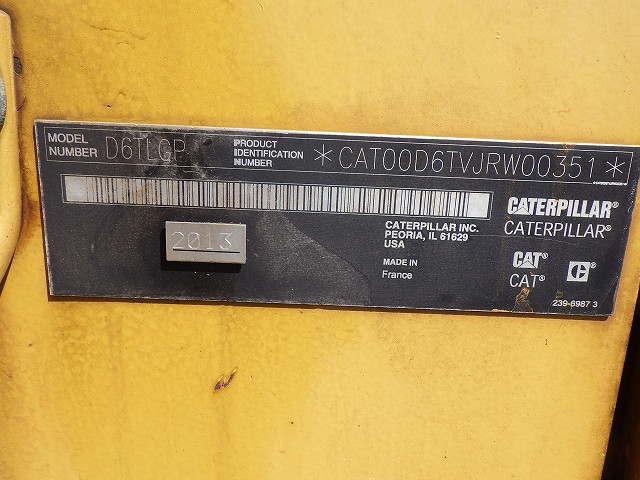 MODEL NUMBER D6TLGP
PRODUCT IDENTIFICATION NUMBER *CAT00D6TVJRW00351*
2013
CATERPILLAR INC.
PEORIA, IL 61629
USA
MADE IN
France
CATERPILLAR®
CATERPILLAR®
CAT®
CAT®
C®
239-6987 3